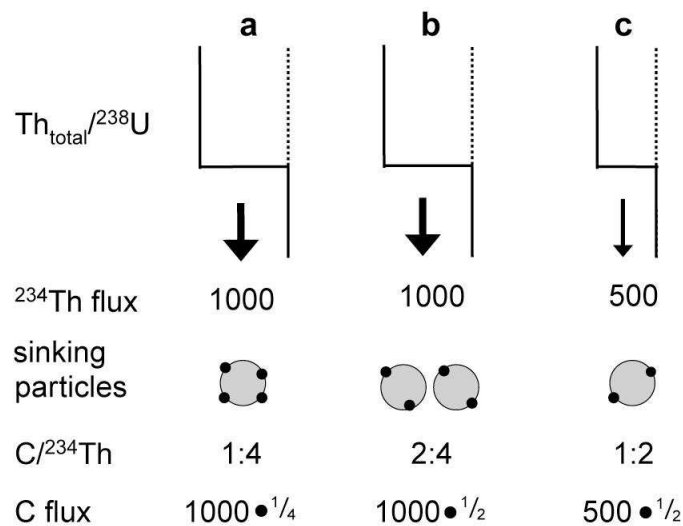 a b c
Th_total/²³⁸U
²³⁴Th flux 1000 1000 500
sinking
particles
C/²³⁴Th 1:4 2:4 1:2
C flux 1000 • 1/4 1000 • 1/2 500 • 1/2